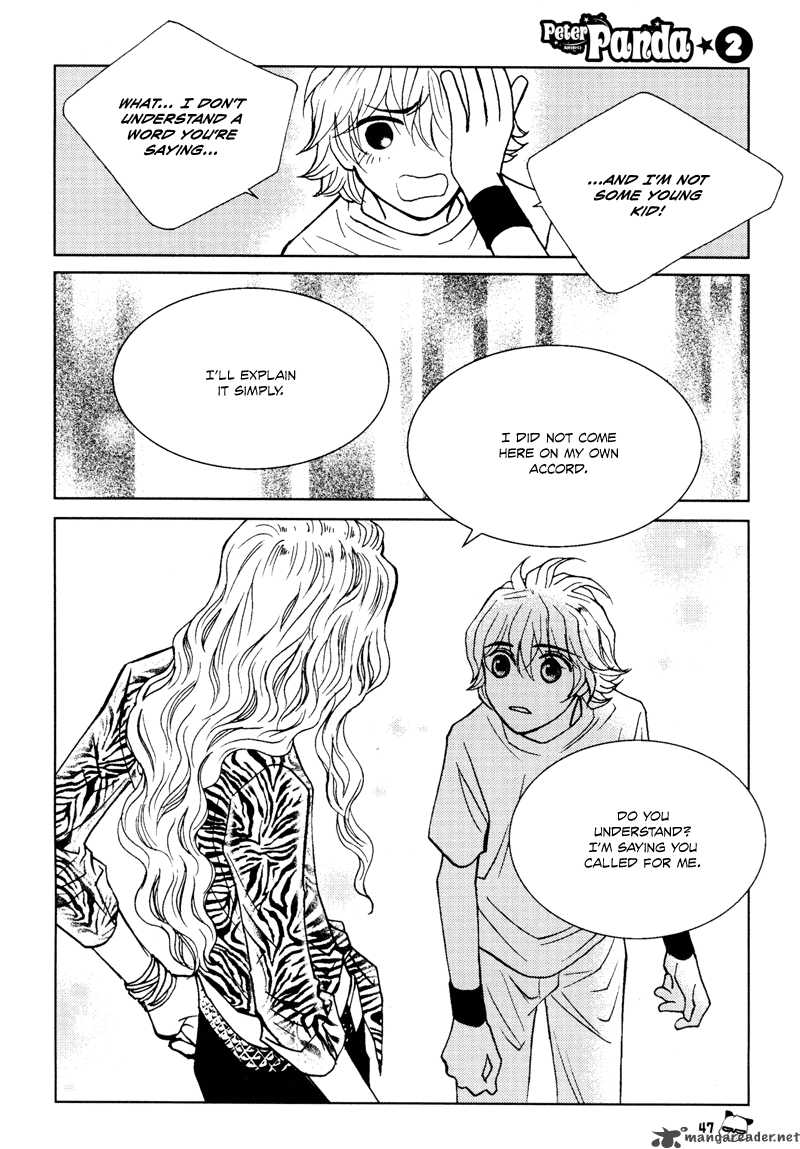 Peter
Panda ★ 2
WHAT... I DON'T
UNDERSTAND A
WORD YOU'RE
SAYING...
...AND I'M NOT
SOME YOUNG
KID!
I'LL EXPLAIN
IT SIMPLY.
I DID NOT COME
HERE ON MY OWN
ACCORD.
DO YOU
UNDERSTAND?
I'M SAYING YOU
CALLED FOR ME.
47
mangareader.net